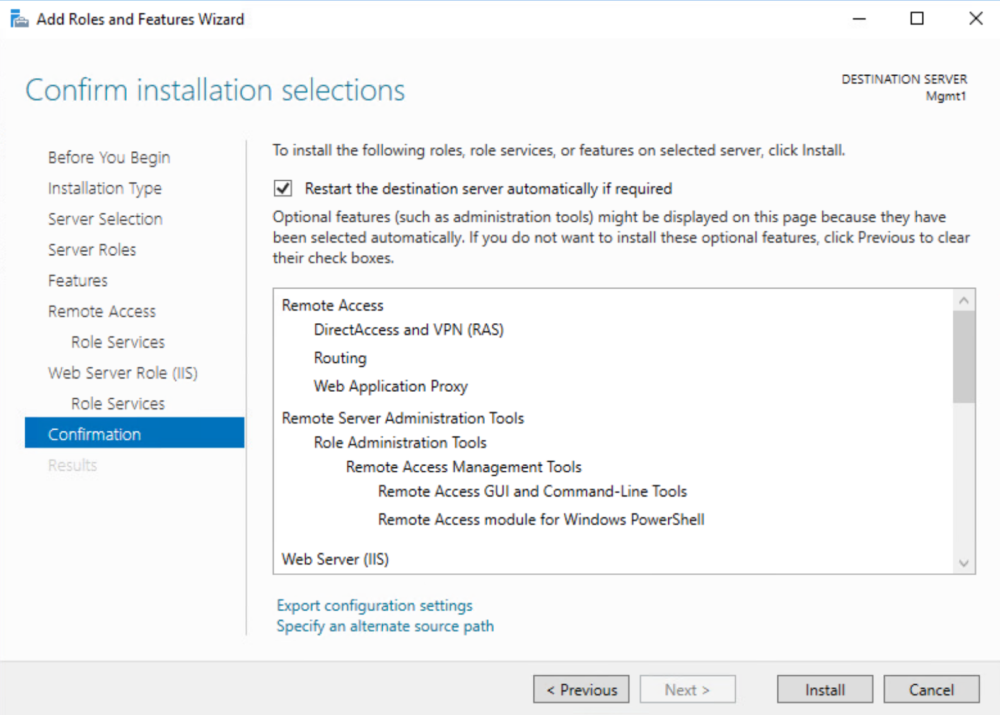 Add Roles and Features Wizard
Confirm installation selections
DESTINATION SERVER
Mgmt1
Before You Begin
Installation Type
Server Selection
Server Roles
Features
Remote Access
Role Services
Web Server Role (IIS)
Role Services
Confirmation
Results
To install the following roles, role services, or features on selected server, click Install.
Restart the destination server automatically if required
Optional features (such as administration tools) might be displayed on this page because they have
been selected automatically. If you do not want to install these optional features, click Previous to clear
their check boxes.
Remote Access
DirectAccess and VPN (RAS)
Routing
Web Application Proxy
Remote Server Administration Tools
Role Administration Tools
Remote Access Management Tools
Remote Access GUI and Command-Line Tools
Remote Access module for Windows PowerShell
Web Server (IIS)
Export configuration settings
Specify an alternate source path
< Previous
Next >
Install
Cancel